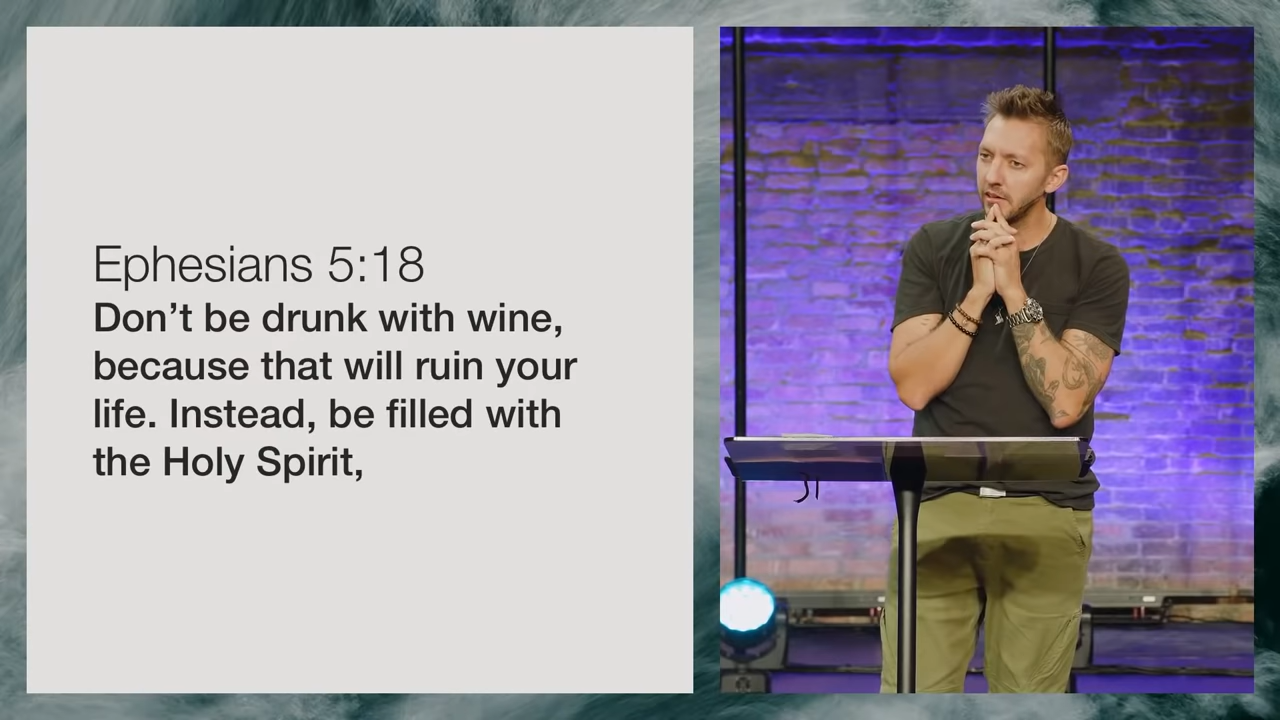 Ephesians 5:18
Don’t be drunk with wine,
because that will ruin your
life. Instead, be filled with
the Holy Spirit,